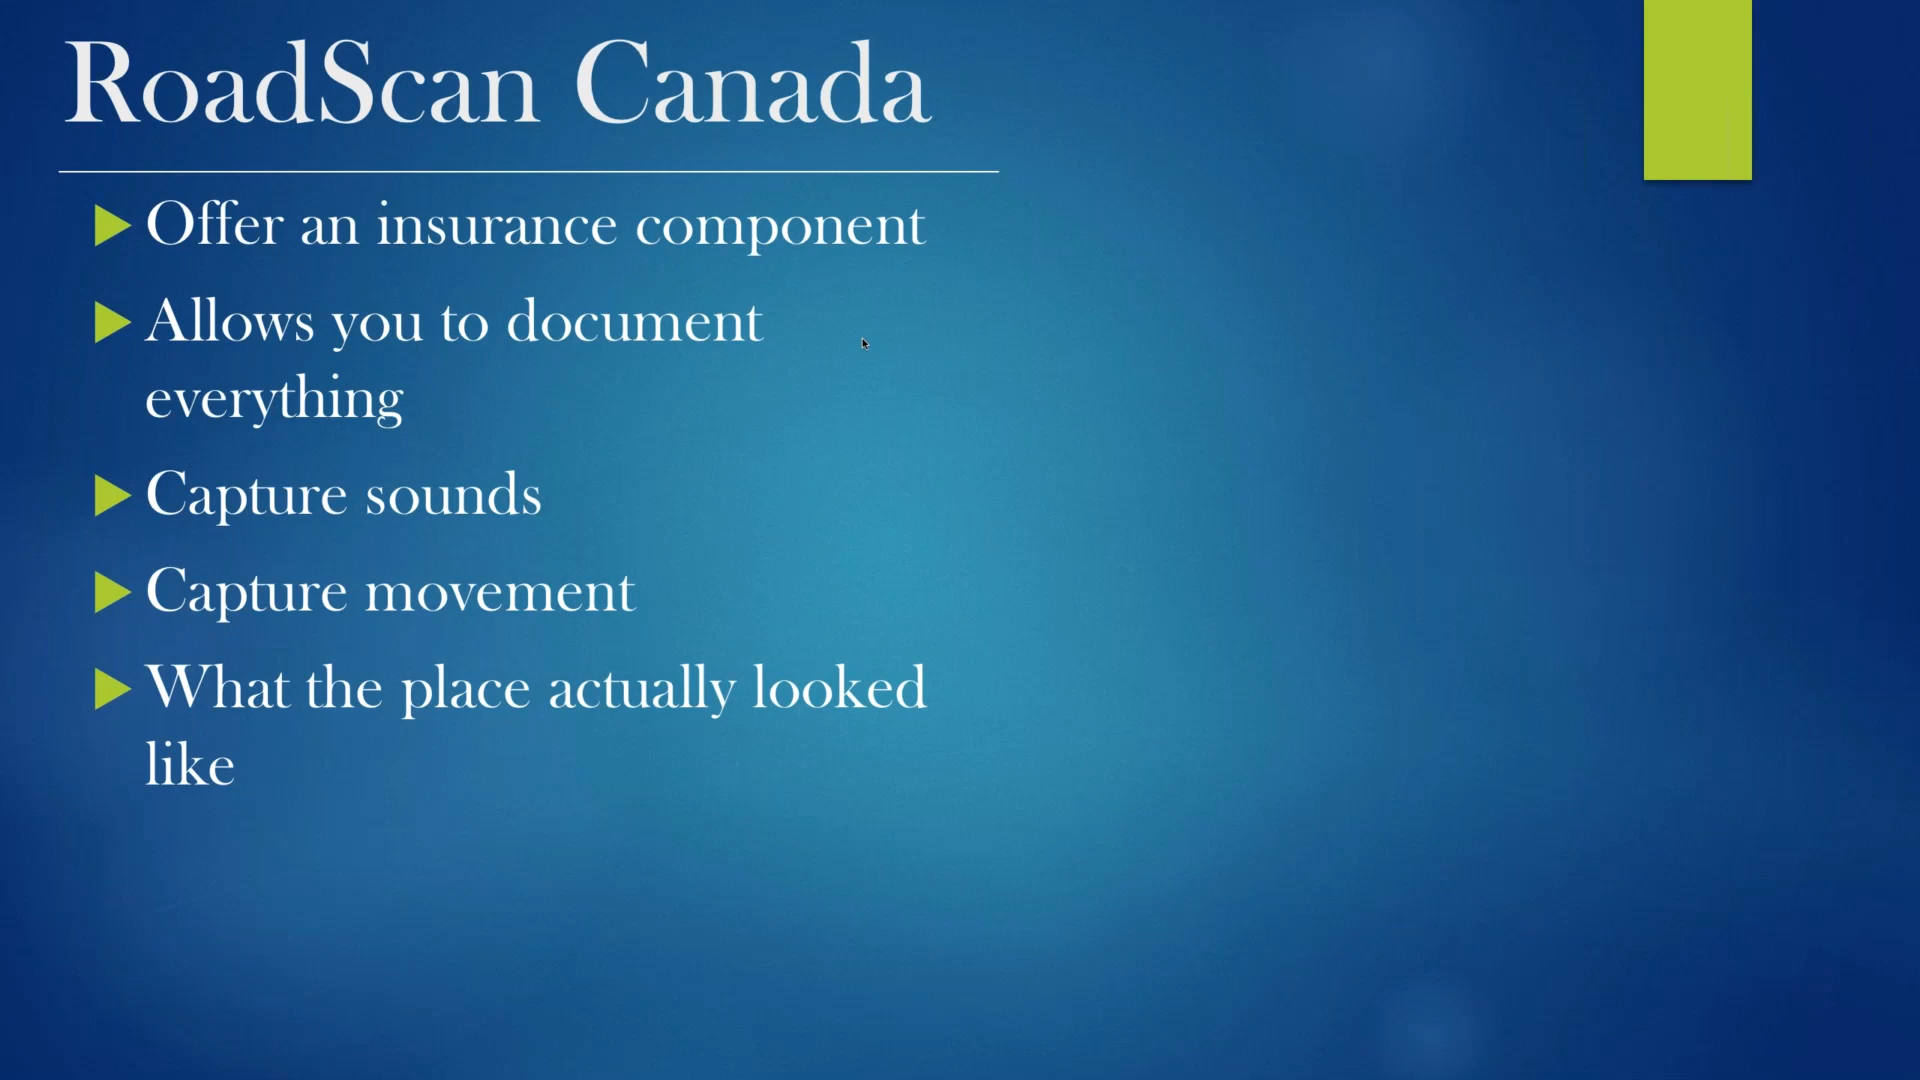 RoadScan Canada
Offer an insurance component
Allows you to document
everything
Capture sounds
Capture movement
What the place actually looked
like